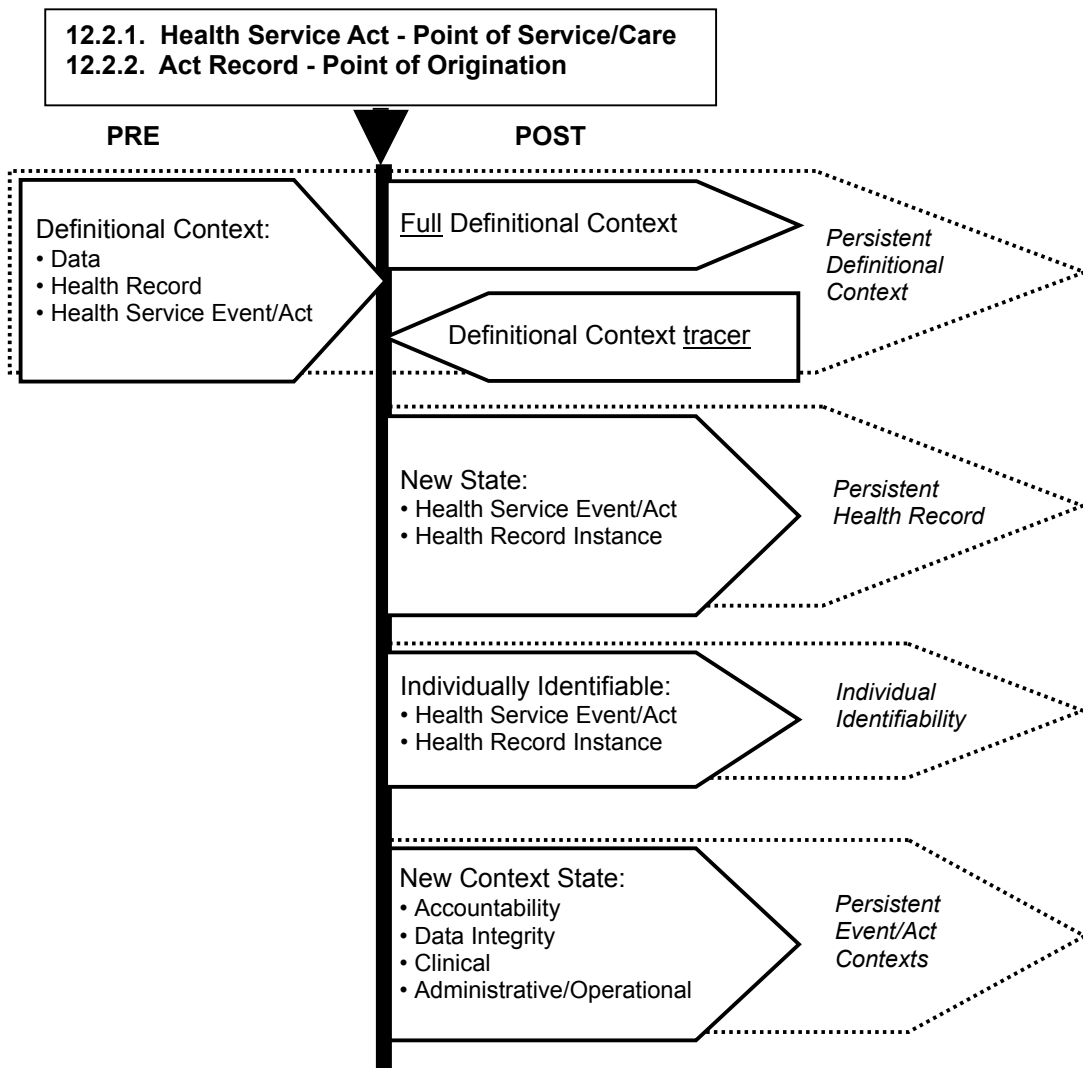 12.2.1. Health Service Act - Point of Service/Care
12.2.2. Act Record - Point of Origination
PRE
POST
Definitional Context:
• Data
• Health Record
• Health Service Event/Act
Full Definitional Context
Definitional Context tracer
Persistent
Definitional
Context
New State:
• Health Service Event/Act
• Health Record Instance
Persistent
Health Record
Individually Identifiable:
• Health Service Event/Act
• Health Record Instance
Individual
Identifiability
New Context State:
• Accountability
• Data Integrity
• Clinical
• Administrative/Operational
Persistent
Event/Act
Contexts